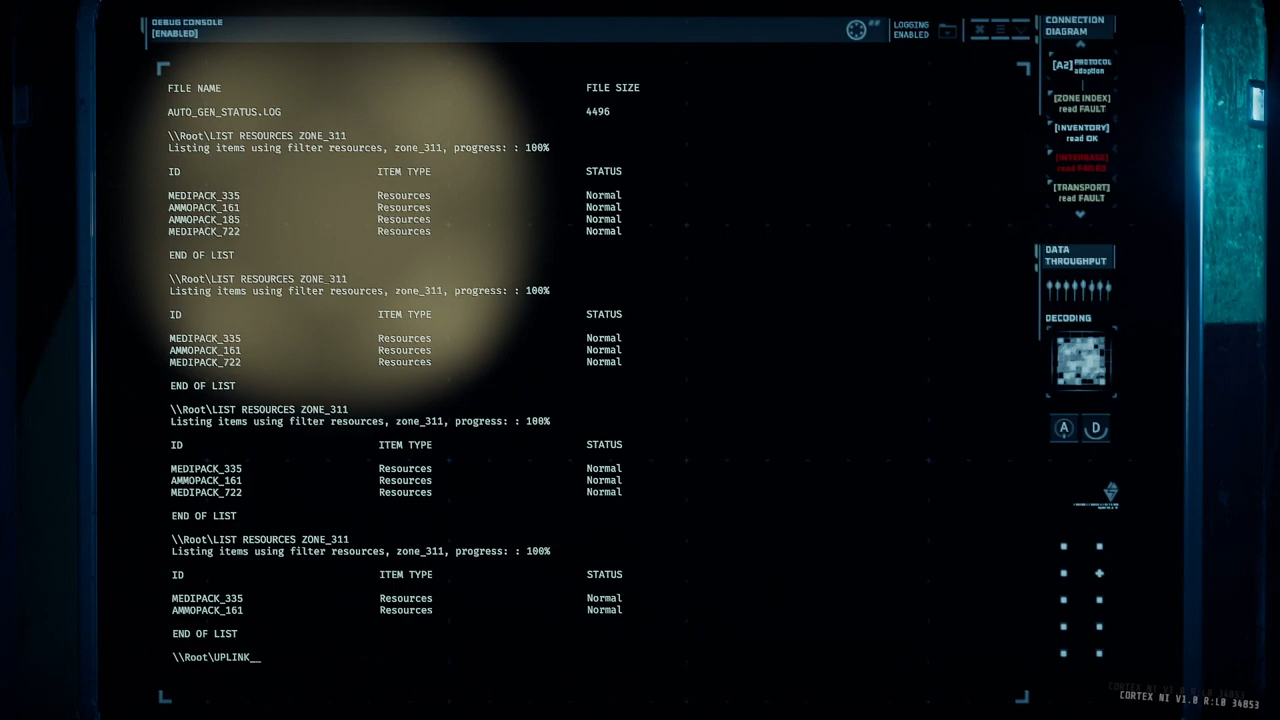 DEBUG CONSOLE
[ENABLED]
LOGGING
ENABLED
FILE NAME FILE SIZE
AUTO_GEN_STATUS.LOG 4496
\\Root\LIST RESOURCES ZONE_311
Listing items using filter resources, zone_311, progress: : 100%
ID ITEM TYPE STATUS
MEDIPACK_335 Resources Normal
AMMOPACK_161 Resources Normal
AMMOPACK_185 Resources Normal
MEDIPACK_722 Resources Normal
END OF LIST
\\Root\LIST RESOURCES ZONE_311
Listing items using filter resources, zone_311, progress: : 100%
ID ITEM TYPE STATUS
MEDIPACK_335 Resources Normal
AMMOPACK_161 Resources Normal
MEDIPACK_722 Resources Normal
END OF LIST
\\Root\LIST RESOURCES ZONE_311
Listing items using filter resources, zone_311, progress: : 100%
ID ITEM TYPE STATUS
MEDIPACK_335 Resources Normal
AMMOPACK_161 Resources Normal
MEDIPACK_722 Resources Normal
END OF LIST
\\Root\LIST RESOURCES ZONE_311
Listing items using filter resources, zone_311, progress: : 100%
ID ITEM TYPE STATUS
MEDIPACK_335 Resources Normal
AMMOPACK_161 Resources Normal
END OF LIST
\\Root\UPLINK__
CONNECTION
DIAGRAM
[A2] PROTOCOL
adoption
[ZONE INDEX]
read FAULT
[INVENTORY]
read OK
read FAILED
[TRANSPORT]
read FAULT
DATA
THROUGHPUT
DECODING
A D
CORTEX NI V1.0 R:L0 34853